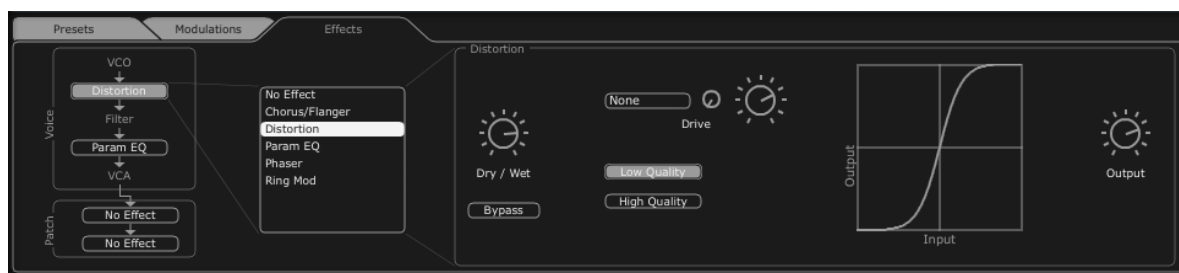 Presets
Modulations
Effects
Voice
VCO
Distortion
Filter
Param EQ
VCA
Patch
No Effect
No Effect
No Effect
Chorus/Flanger
Distortion
Param EQ
Phaser
Ring Mod
Distortion
Dry / Wet
Bypass
None
Drive
Low Quality
High Quality
Output
Input
Output